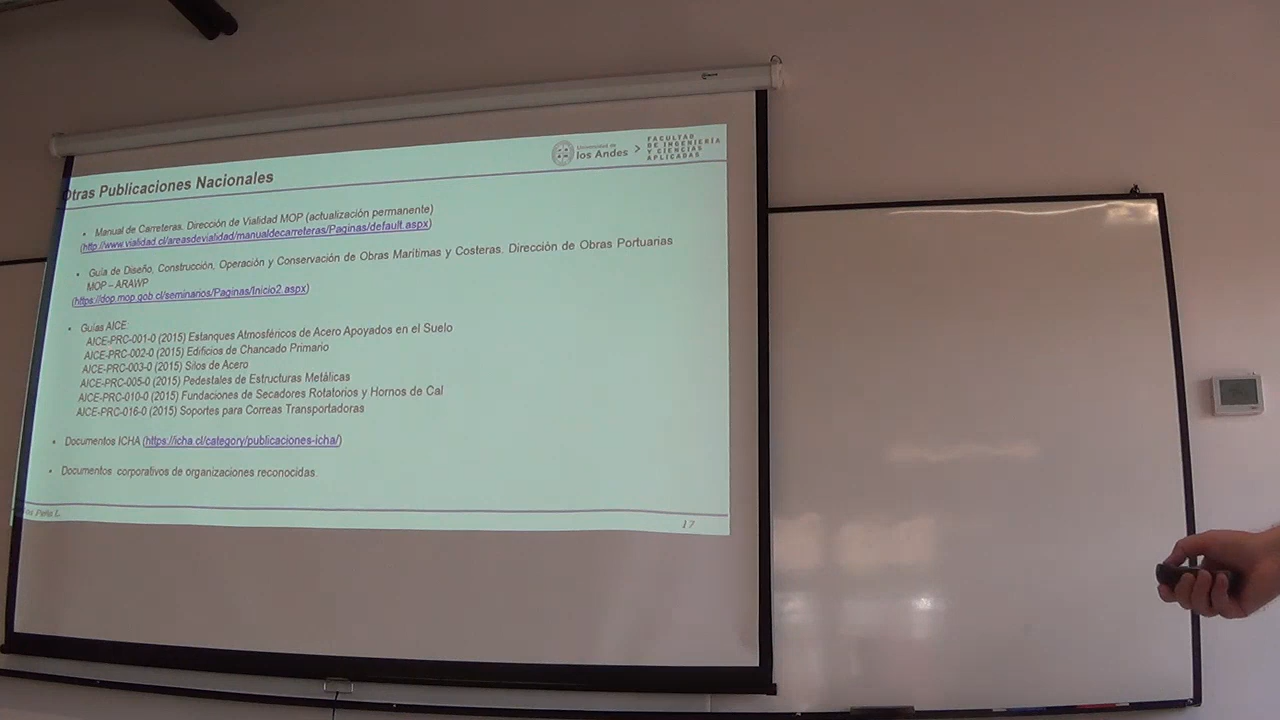 Universidad de
los Andes >
FACULTAD
DE INGENIERÍA
Y CIENCIAS
APLICADAS
Otras Publicaciones Nacionales
• Manual de Carreteras. Dirección de Vialidad MOP (actualización permanente)
(http://www.vialidad.cl/areasdevialidad/manualdecarreteras/Paginas/default.aspx)
• Guía de Diseño, Construcción, Operación y Conservación de Obras Marítimas y Costeras. Dirección de Obras Portuarias
MOP – ARAWP
(https://dop.mop.gob.cl/seminarios/Paginas/Inicio2.aspx)
• Guías AICE:
AICE-PRC-001-0 (2015) Estanques Atmosféricos de Acero Apoyados en el Suelo
AICE-PRC-002-0 (2015) Edificios de Chancado Primario
AICE-PRC-003-0 (2015) Silos de Acero
AICE-PRC-005-0 (2015) Pedestales de Estructuras Metálicas
AICE-PRC-010-0 (2015) Fundaciones de Secadores Rotatorios y Hornos de Cal
AICE-PRC-016-0 (2015) Soportes para Correas Transportadoras
• Documentos ICHA (https://icha.cl/category/publicaciones-icha/)
• Documentos corporativos de organizaciones reconocidas.
Peña L.
17